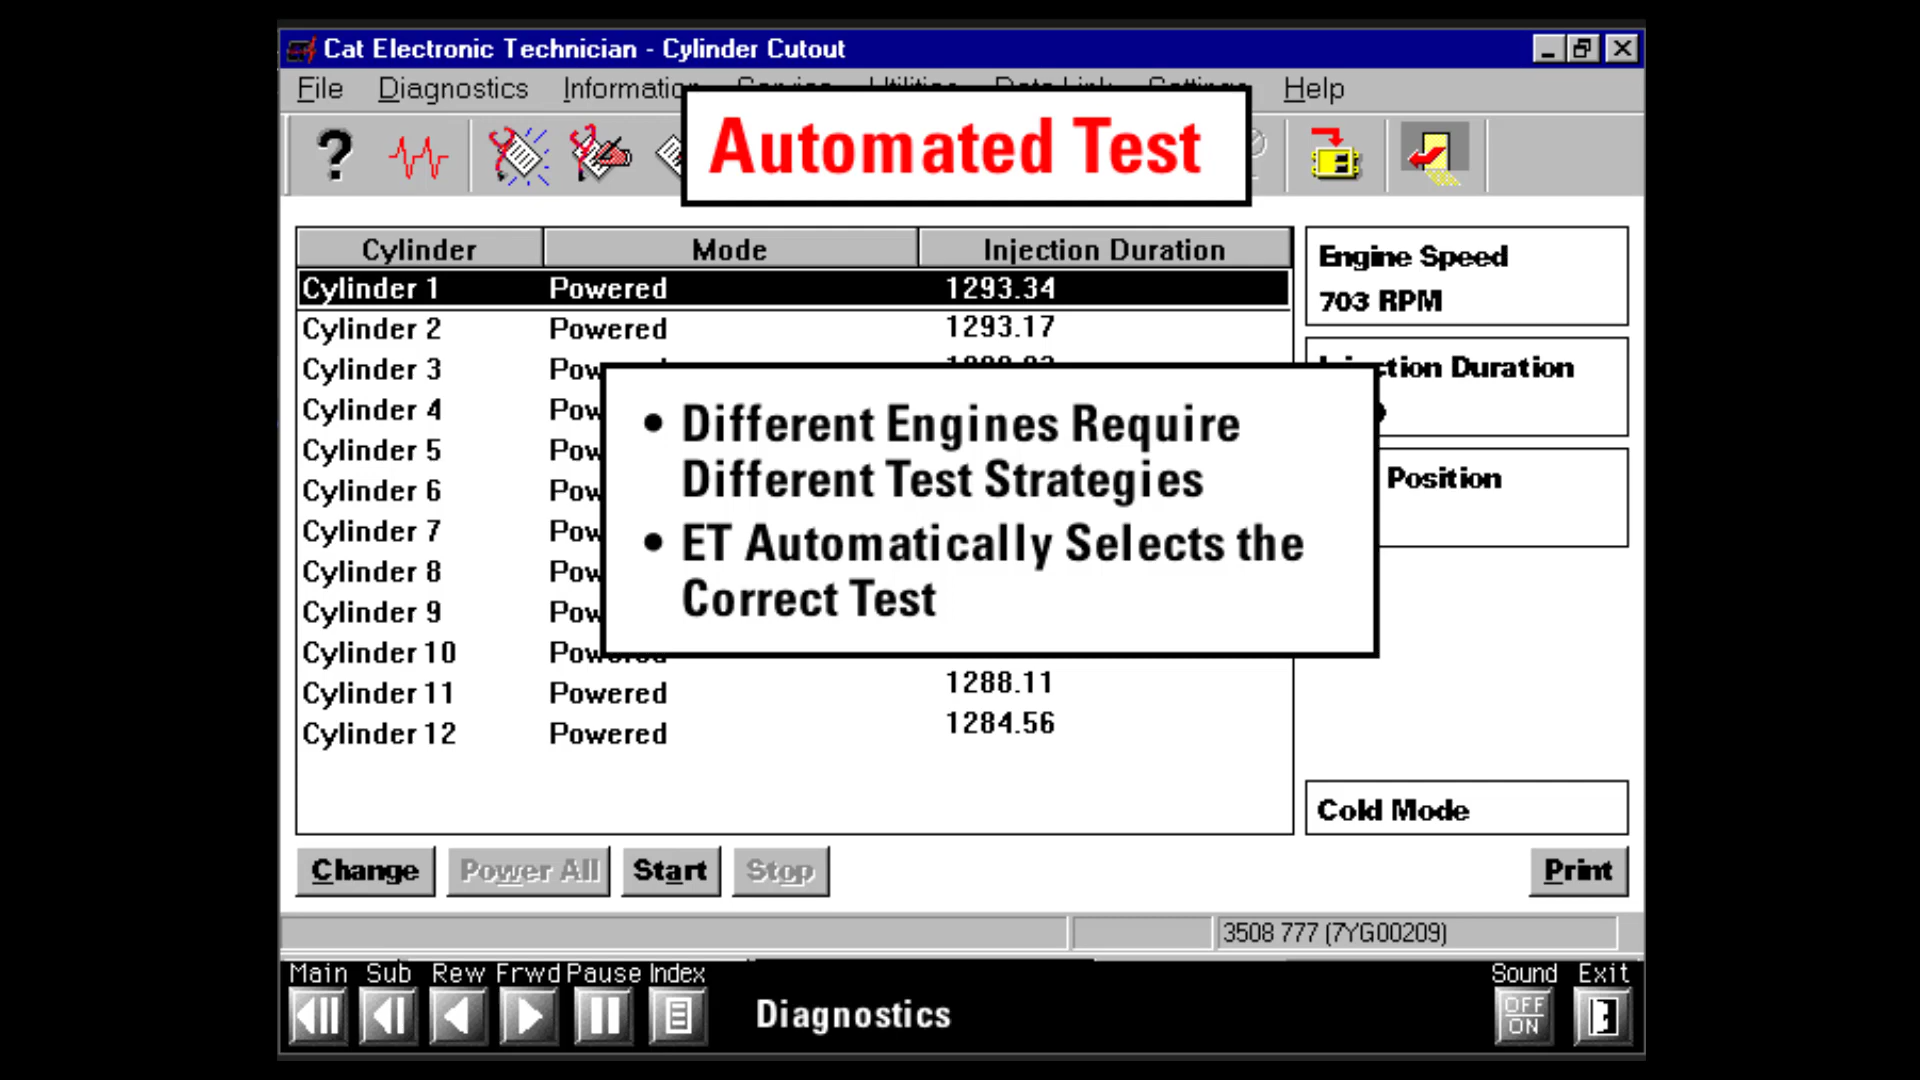 Cat Electronic Technician - Cylinder Cutout
File Diagnostics Information Help
Automated Test
Cylinder Mode Injection Duration
Cylinder 1 Powered 1293.34
Cylinder 2 Powered 1293.17
Cylinder 3
Cylinder 4
Cylinder 5
Cylinder 6
Cylinder 7
Cylinder 8
Cylinder 9
Cylinder 10 Powered
Cylinder 11 Powered 1288.11
Cylinder 12 Powered 1284.56
Engine Speed
703 RPM
Duration
Position
Cold Mode
• Different Engines Require
Different Test Strategies
• ET Automatically Selects the
Correct Test
Change Power All Start Stop Print
3508 777 (7YG00209)
Main Sub Rew Frwd Pause Index Sound Exit
Diagnostics
OFF
ON